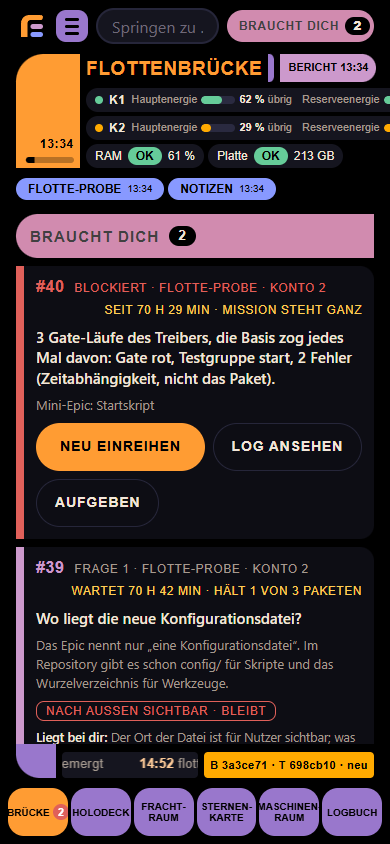 Springen zu .
BRAUCHT DICH 2
FLOTTENBRÜCKE
BERICHT 13:34
13:34
K1 Hauptenergie 62 % übrig Reserveenergie
K2 Hauptenergie 29 % übrig Reserveenergie
RAM OK 61 % Platte OK 213 GB
FLOTTE-PROBE 13:34 NOTIZEN 13:34
BRAUCHT DICH 2
#40 BLOCKIERT · FLOTTE-PROBE · KONTO 2
SEIT 70 H 29 MIN · MISSION STEHT GANZ
3 Gate-Läufe des Treibers, die Basis zog jedes
Mal davon: Gate rot, Testgruppe start, 2 Fehler
(Zeitabhängigkeit, nicht das Paket).
Mini-Epic: Startskript
NEU EINREIHEN LOG ANSEHEN
AUFGEBEN
#39 FRAGE 1 · FLOTTE-PROBE · KONTO 2
WARTET 70 H 42 MIN · HÄLT 1 VON 3 PAKETEN
Wo liegt die neue Konfigurationsdatei?
Das Epic nennt nur „eine Konfigurationsdatei“. Im
Repository gibt es schon config/ für Skripte und das
Wurzelverzeichnis für Werkzeuge.
NACH AUSSEN SICHTBAR · BLEIBT
Liegt bei dir: Der Ort der Datei ist für Nutzer sichtbar; was
emergt 14:52 flott B 3a3ce71 · T 698cb10 · neu
BRÜCKE 2 HOLODECK FRACHT-
RAUM STERNEN-
KARTE MASCHINEN-
RAUM LOGBUCH